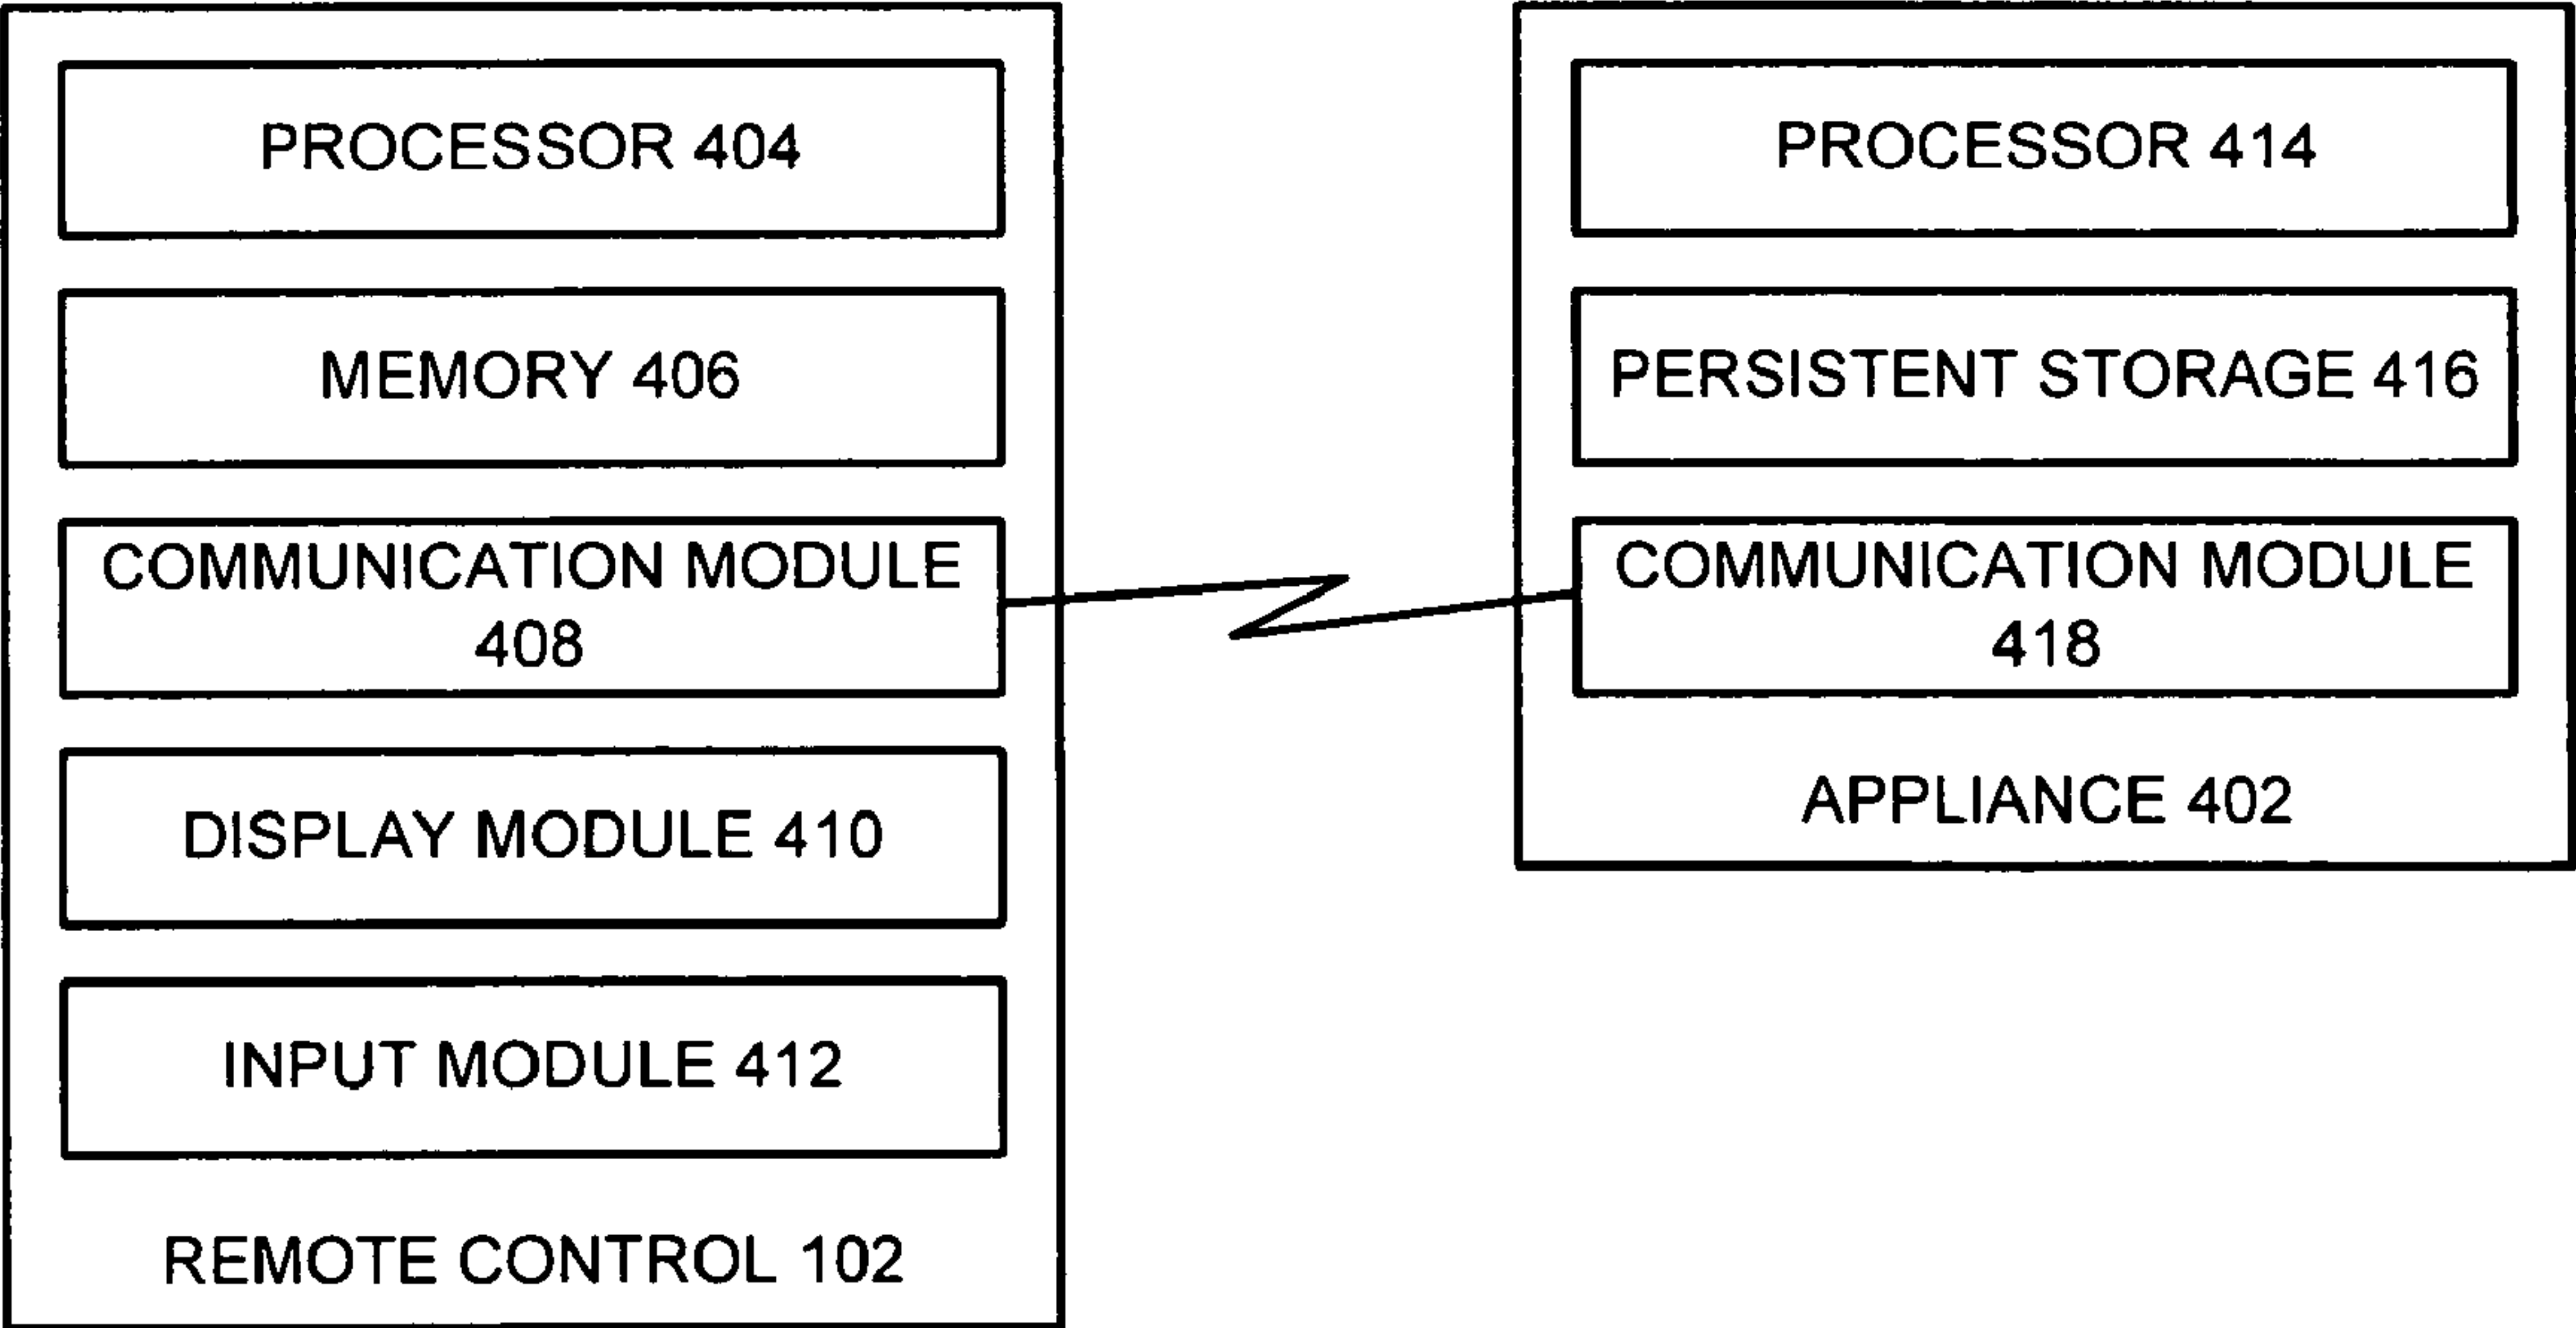 PROCESSOR 404
MEMORY 406
COMMUNICATION MODULE
408
DISPLAY MODULE 410
INPUT MODULE 412
REMOTE CONTROL 102
PROCESSOR 414
PERSISTENT STORAGE 416
COMMUNICATION MODULE
418
APPLIANCE 402